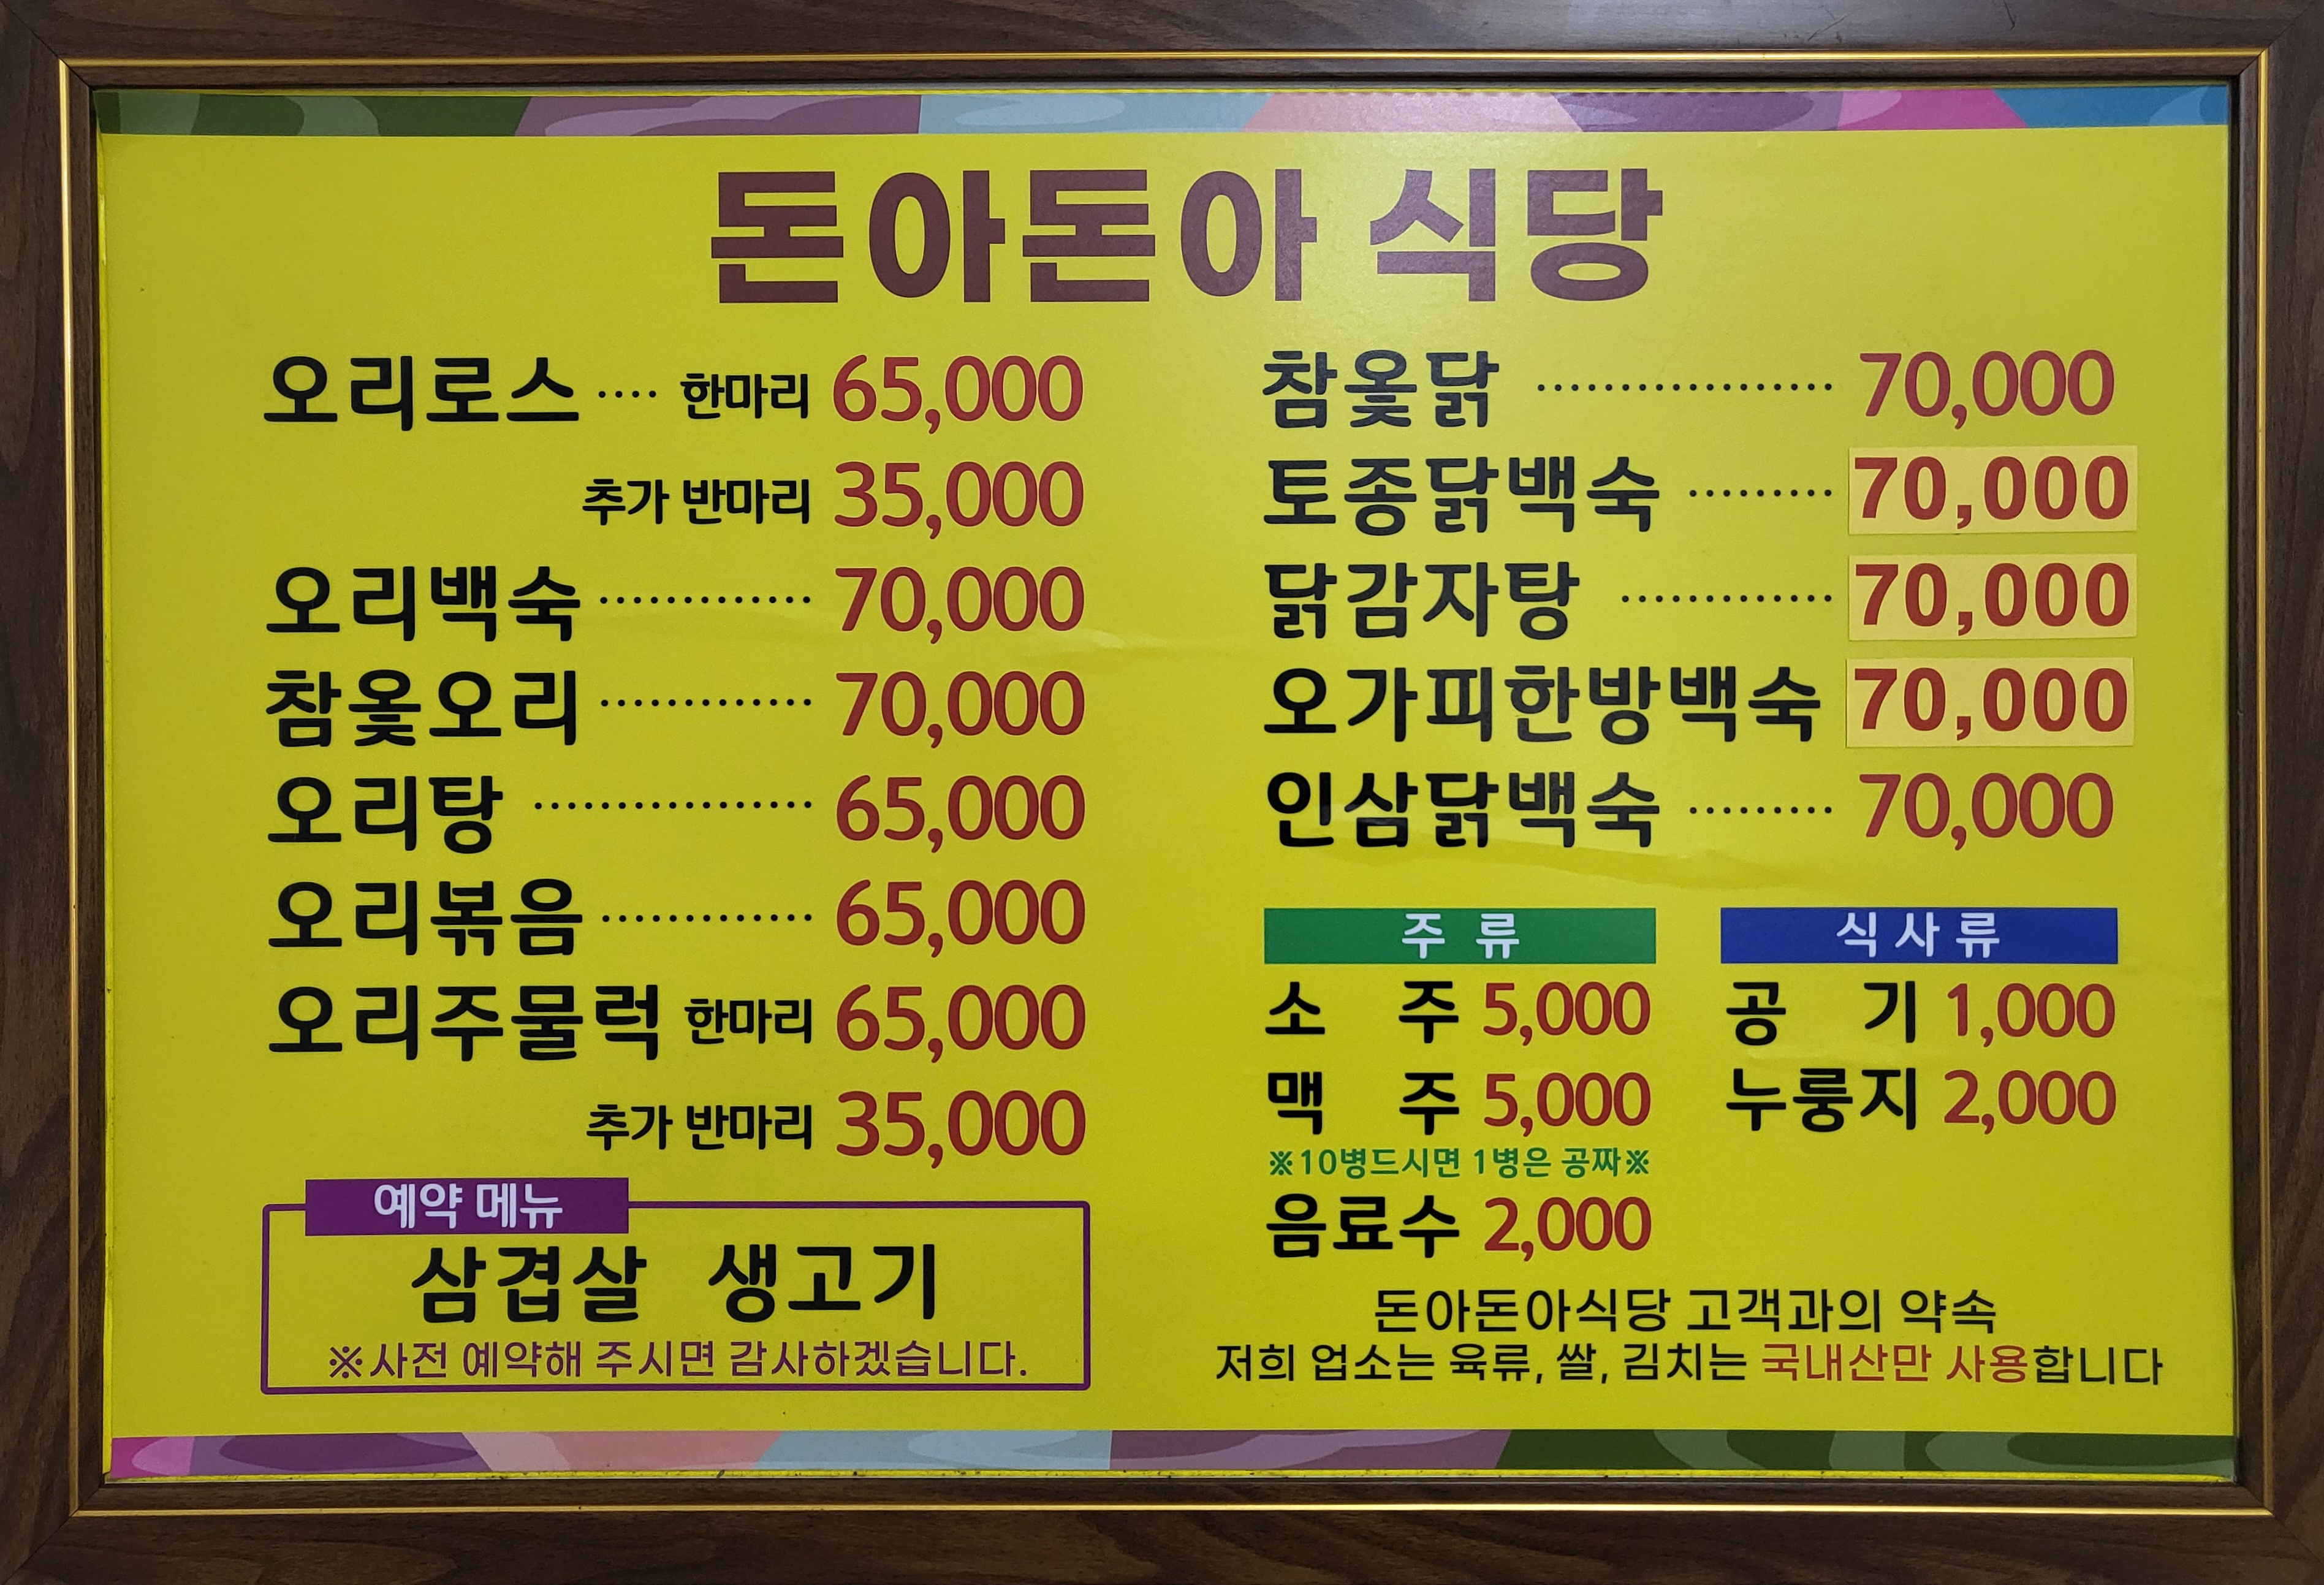 돈아돈아 식당
오리로스 ···· 한마리 65,000
추가 반마리 35,000
오리백숙 ············· 70,000
참옻오리 ············· 70,000
오리탕 ················· 65,000
오리볶음 ············· 65,000
오리주물럭 한마리 65,000
추가 반마리 35,000
예약 메뉴
삼겹살 생고기
※사전 예약해 주시면 감사하겠습니다.
참옻닭 ·················· 70,000
토종닭백숙 ········· 70,000
닭감자탕 ············· 70,000
오가피한방백숙 70,000
인삼닭백숙 ········· 70,000
주 류
소 주 5,000
맥 주 5,000
※10병드시면 1병은 공짜※
음료수 2,000
식 사 류
공 기 1,000
누룽지 2,000
돈아돈아식당 고객과의 약속
저희 업소는 육류, 쌀, 김치는 국내산만 사용합니다